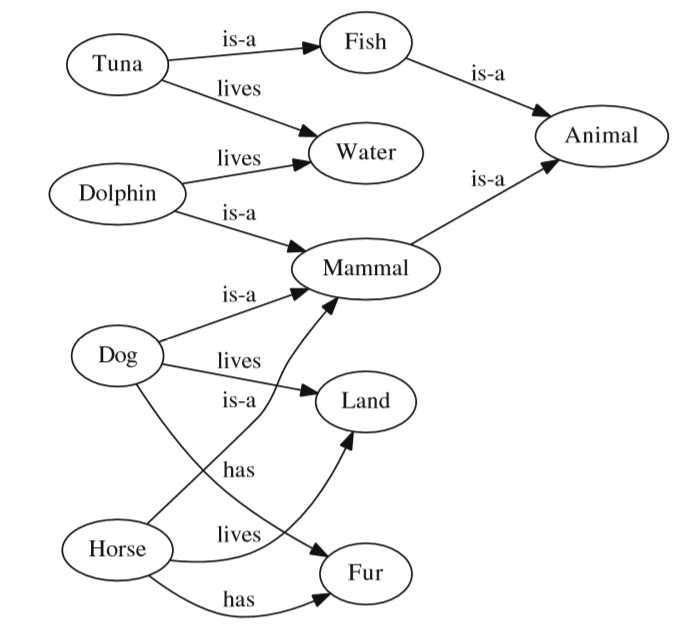 Tuna
is-a
Fish
lives
Water
is-a
Animal
Dolphin
lives
is-a
Mammal
is-a
Dog
is-a
lives
Land
is-a
has
Horse
lives
has
Fur